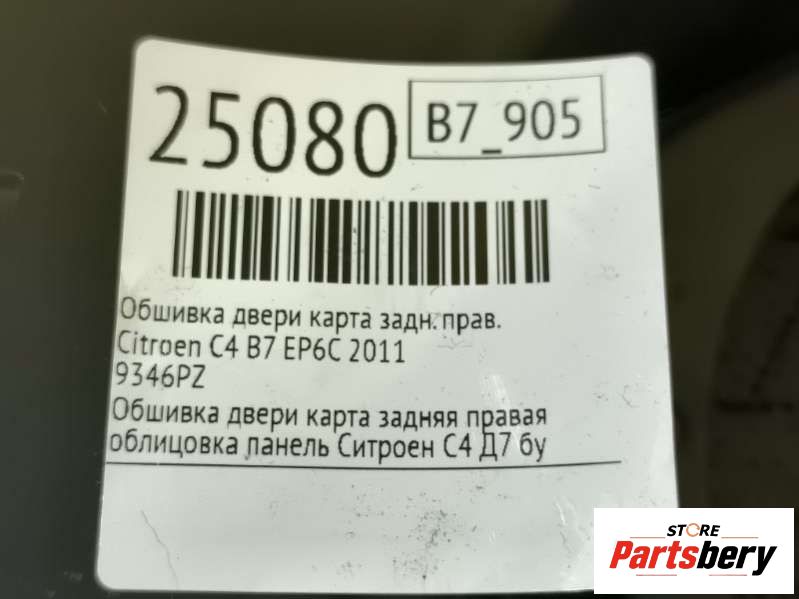 25080
B7_905
Обшивка двери карта задн. прав.
Citroen C4 B7 EP6C 2011
9346PZ
Обшивка двери карта задняя правая
облицовка панель Ситроен С4 Д7 бу
STORE
Partsbery